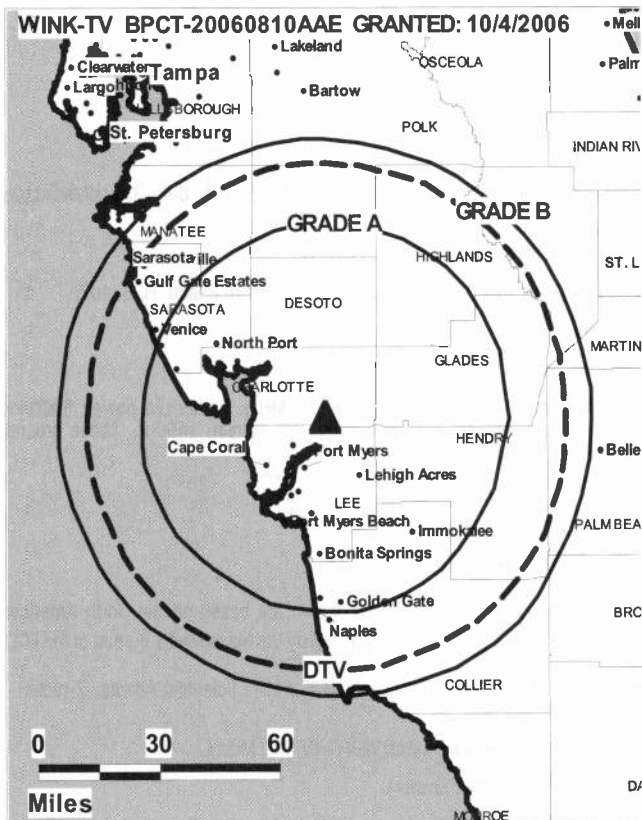 WINK-TV BPCT-20060810AAE GRANTED: 10/4/2006
Lakeland
Clearwater
Tampa
Largo
OSCEOLA
Bartow
POLK
St. Petersburg
INDIAN RIV
GRADE B
GRADE A
MANATEE
HIGHLANDS
Sarasota
ville
ST. L
Gulf Gate Estates
DESOTO
SARASOTA
Venice
North Port
MARTIN
GLADES
CHARLOTTE
HENDRY
Cape Coral
Fort Myers
Belle
Lehigh Acres
LEE
Fort Myers Beach
Immokalee
PALM BEA
Bonita Springs
Golden Gate
BRO
Naples
DTV
COLLIER
0 30 60
Miles
DA
MONROE